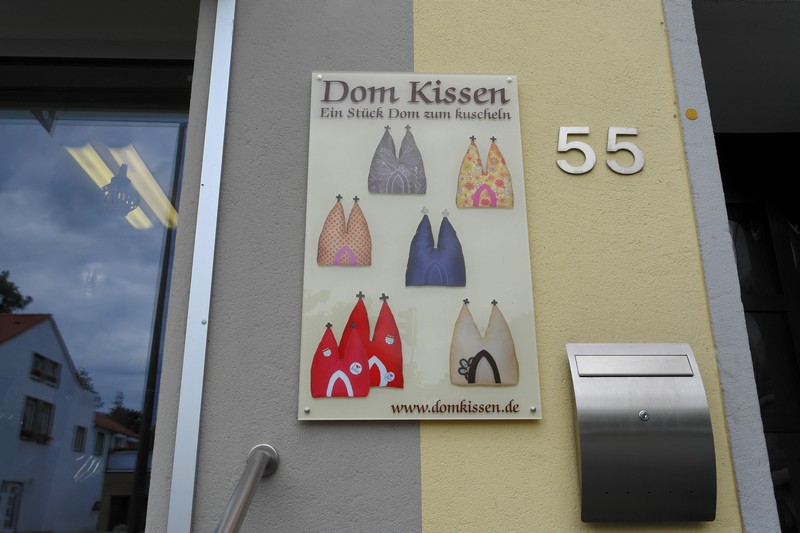 Dom Kissen
Ein Stück Dom zum kuscheln
55
www.domkissen.de